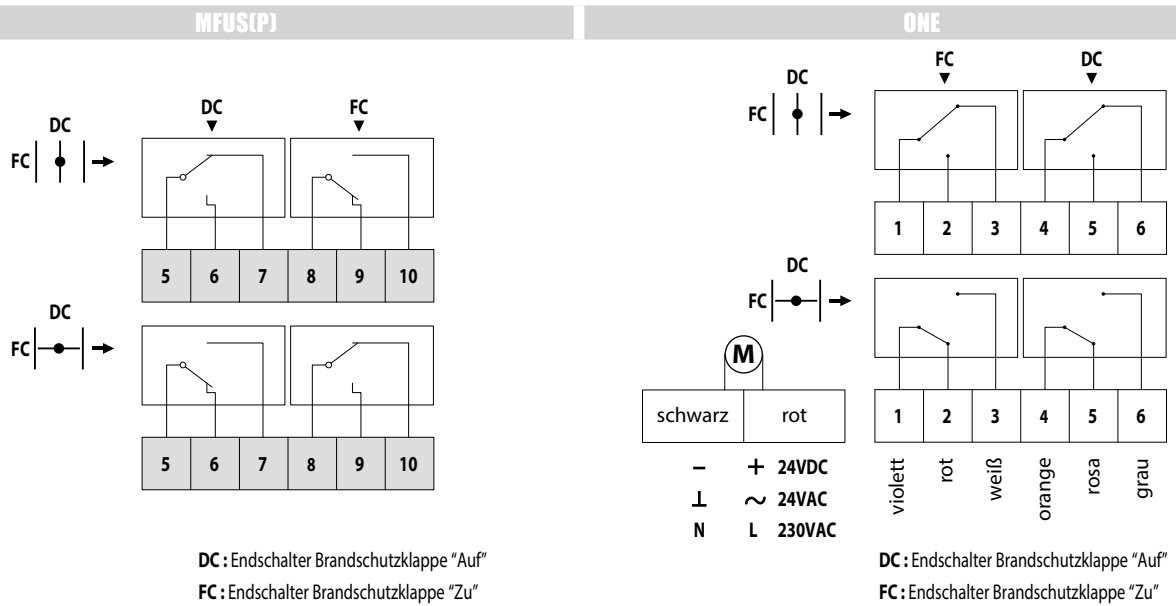 MFUS(P)
DC FC
DC
FC
5 6 7 8 9 10
DC
FC
5 6 7 8 9 10
DC : Endschalter Brandschutzklappe “Auf”
FC : Endschalter Brandschutzklappe “Zu”
ONE
FC DC
DC
FC
1 2 3 4 5 6
DC
FC
M
schwarz rot
1 2 3 4 5 6
– + 24VDC
⊥ ~ 24VAC
N L 230VAC
violett
rot
weiß
orange
rosa
grau
DC : Endschalter Brandschutzklappe “Auf”
FC : Endschalter Brandschutzklappe “Zu”